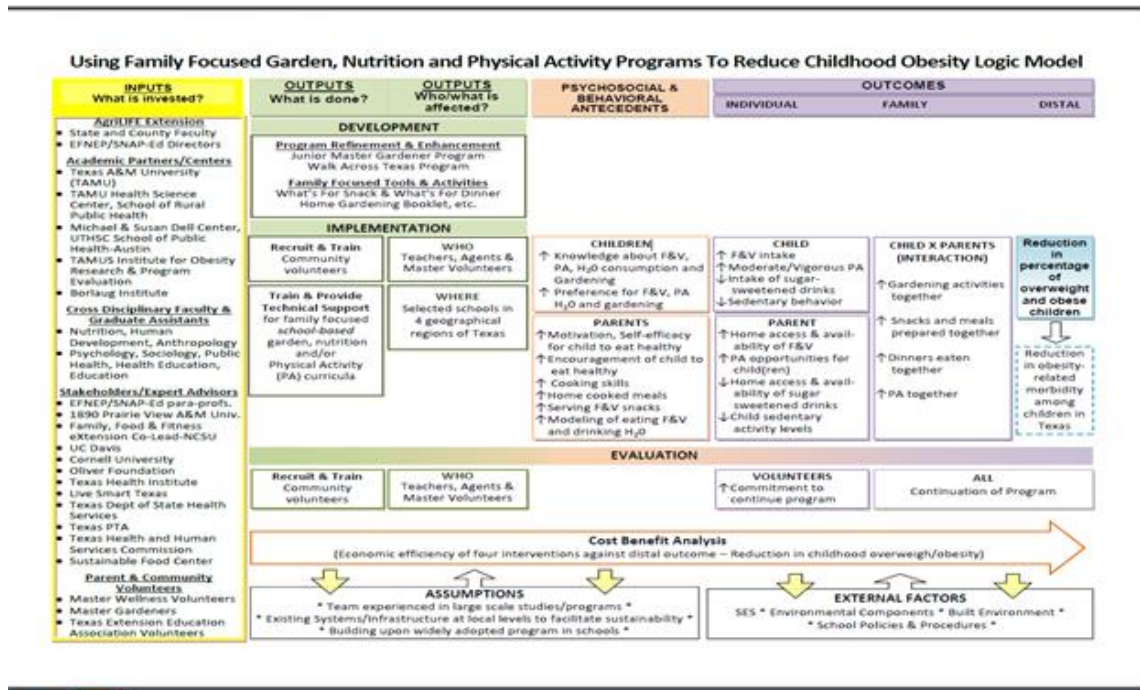 Using Family Focused Garden, Nutrition and Physical Activity Programs To Reduce Childhood Obesity Logic Model
INPUTS
What is invested?
AgriLIFE Extension
• State and County Faculty
• EFNEP/SNAP-Ed Directors
Academic Partners/Centers
• Texas A&M University
(TAMU)
• TAMU Health Science
Center, School of Rural
Public Health
• Michael & Susan Dell Center,
UTHSC School of Public
Health-Austin
• TAMUS Institute for Obesity
Research & Program
Evaluation
• Borlaug Institute
Cross Disciplinary Faculty &
Graduate Assistants
• Nutrition, Human
Development, Anthropology
• Psychology, Sociology, Public
Health, Health Education,
Education
Stakeholders/Expert Advisors
• EFNEP/SNAP-Ed para-profs.
• 1890 Prairie View A&M Univ.
• Family, Food & Fitness
eXtension Co-Lead-NCSU
• UC Davis
• Cornell University
• Oliver Foundation
• Texas Health Institute
• Live Smart Texas
• Texas Dept of State Health
Services
• Texas PTA
• Texas Health and Human
Services Commission
• Sustainable Food Center
Parent & Community
Volunteers
• Master Wellness Volunteers
• Master Gardeners
• Texas Extension Education
Association Volunteers
OUTPUTS
What is done?
OUTPUTS
Who/what is
affected?
PSYCHOSOCIAL &
BEHAVIORAL
ANTECEDENTS
OUTCOMES
INDIVIDUAL
FAMILY
DISTAL
DEVELOPMENT
Program Refinement & Enhancement
Junior Master Gardener Program
Walk Across Texas Program
Family Focused Tools & Activities
What's For Snack & What's For Dinner
Home Gardening Booklet, etc.
IMPLEMENTATION
Recruit & Train
Community
volunteers
Train & Provide
Technical Support
for family focused
school-based
garden, nutrition
and/or
Physical Activity
(PA) curricula
WHO
Teachers, Agents &
Master Volunteers
WHERE
Selected schools in
4 geographical
regions of Texas
CHILDREN
↑ Knowledge about F&V,
PA, H20 consumption and
Gardening
↑ Preference for F&V, PA
H₂0 and gardening
PARENTS
↑Motivation, Self-efficacy
for child to eat healthy
↑Encouragement of child to
eat healthy
↑ Cooking skills
↑Home cooked meals
↑Serving F&V snacks
↑Modeling of eating F&V
and drinking H₂0
CHILD
↑ F&V intake
↑Moderate/Vigorous PA
↓Intake of sugar-
sweetened drinks
↓Sedentary behavior
PARENT
↑Home access & avail-
ability of F&V
↑PA opportunities for
child(ren)
↓Home access & avail-
ability of sugar
sweetened drinks
↓Child sedentary
activity levels
CHILD X PARENTS
(INTERACTION)
↑Gardening activities
together
↑Snacks and meals
prepared together
↑Dinners eaten
together
↑PA together
Reduction
in
percentage
of
overweight
and obese
children
Reduction
in obesity-
related
morbidity
among
children in
Texas
EVALUATION
Recruit & Train
Community
volunteers
WHO
Teachers, Agents &
Master Volunteers
VOLUNTEERS
↑Commitment to
continue program
ALL
Continuation of Program
Cost Benefit Analysis
(Economic efficiency of four interventions against distal outcome – Reduction in childhood overweigh/obesity)
ASSUMPTIONS
* Team experienced in large scale studies/programs *
* Existing Systems/Infrastructure at local levels to facilitate sustainability *
* Building upon widely adopted program in schools *
EXTERNAL FACTORS
SES * Environmental Components * Built Environment *
* School Policies & Procedures *